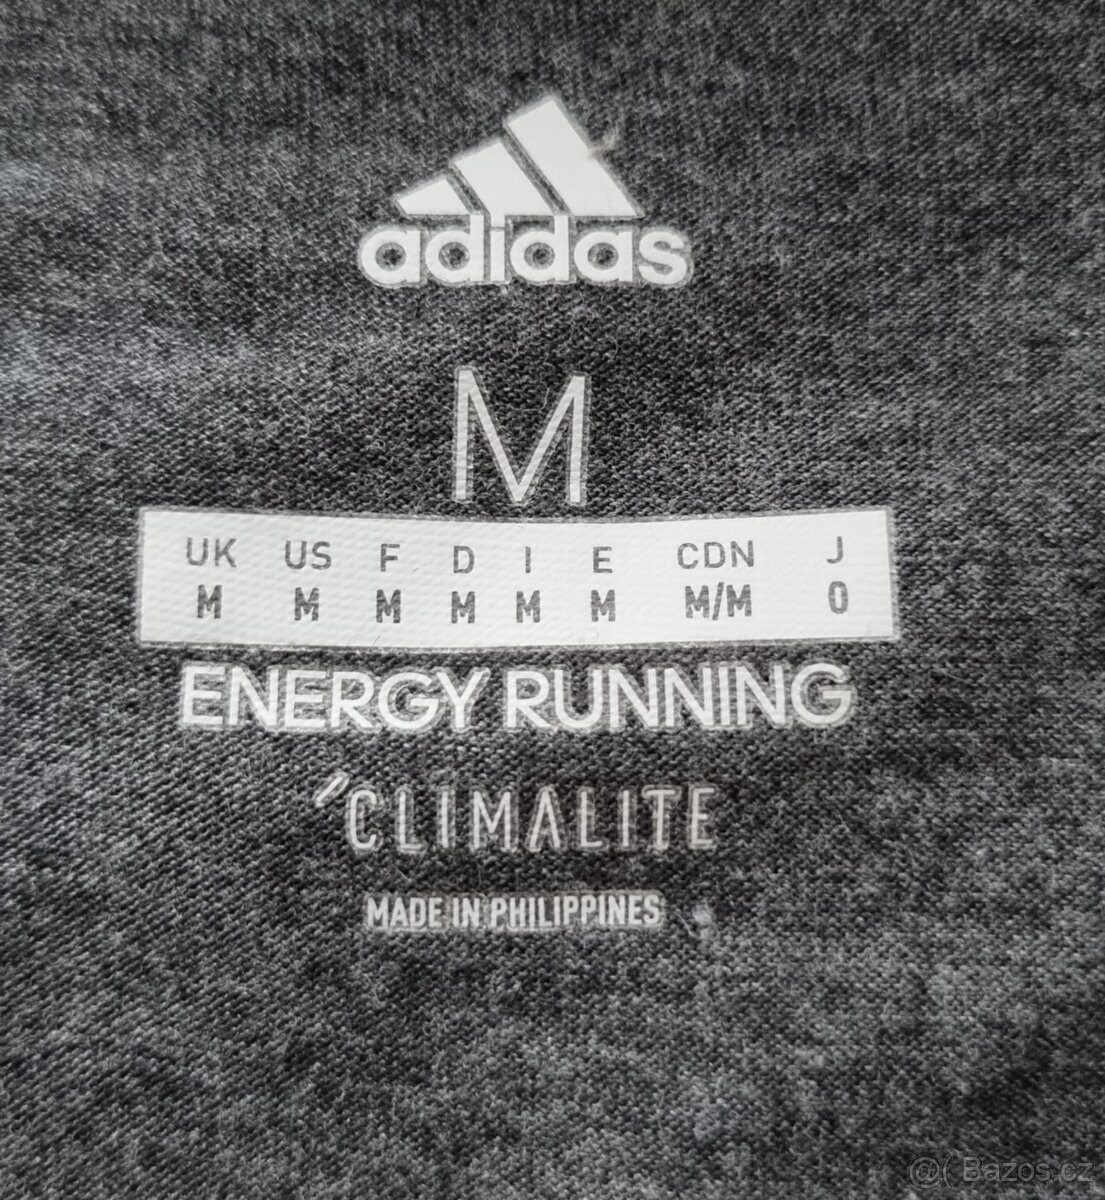 adidas
M
UK US F D I E CDN J
M M M M M M M/M O
ENERGY RUNNING
CLIMALITE
MADE IN PHILIPPINES
@( Bazos.cz